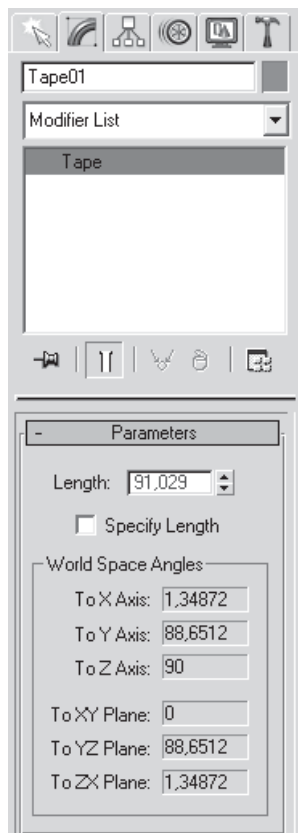 Tape01
Modifier List
Tape
- Parameters
Length: 91,029
Specify Length
World Space Angles
To X Axis: 1,34872
To Y Axis: 88,6512
To Z Axis: 90
To XY Plane: 0
To YZ Plane: 88,6512
To ZX Plane: 1,34872